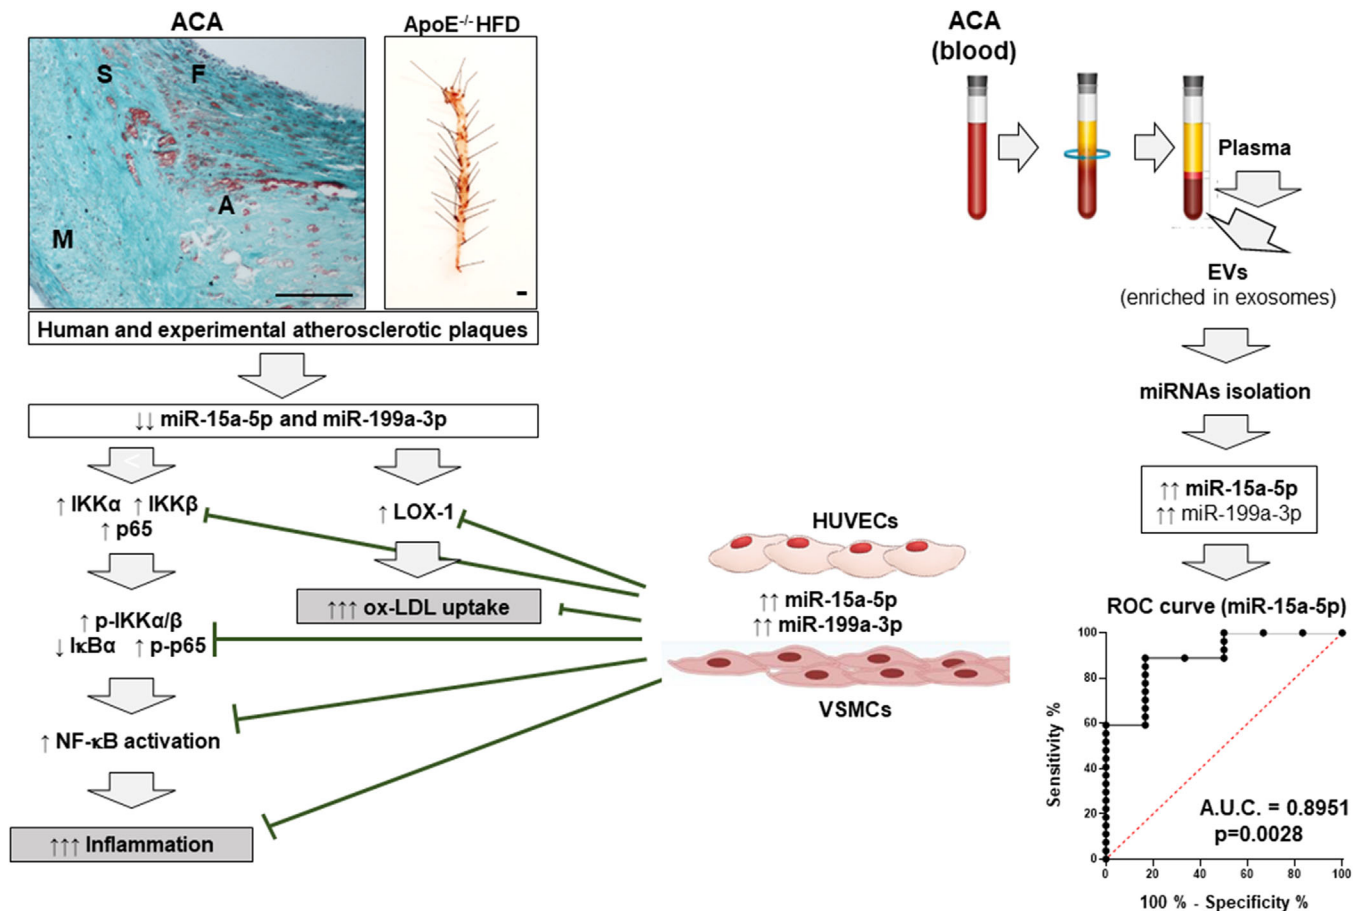 ACA
ApoE-/-HFD
S
F
A
M
Human and experimental atherosclerotic plaques
↓↓ miR-15a-5p and miR-199a-3p
<
↑ IKKα ↑ IKKβ
↑ p65
↑ LOX-1
↑↑↑ ox-LDL uptake
↑ p-IKKα/β
↓ IκBα ↑ p-p65
↑ NF-κB activation
↑↑↑ Inflammation
HUVECs
↑↑ miR-15a-5p
↑↑ miR-199a-3p
VSMCs
ACA
(blood)
Plasma
EVs
(enriched in exosomes)
miRNAs isolation
↑↑ miR-15a-5p
↑↑ miR-199a-3p
ROC curve (miR-15a-5p)
Sensitivity %
100
80
60
40
20
0
A.U.C. = 0.8951
p=0.0028
0 20 40 60 80 100
100 % - Specificity %